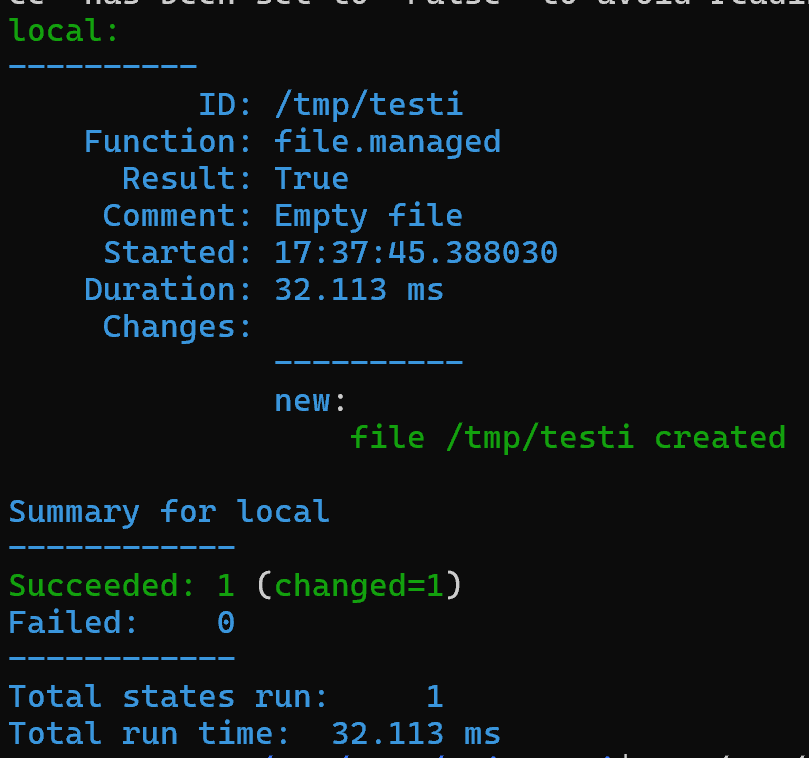 local:
----------
          ID: /tmp/testi
    Function: file.managed
      Result: True
     Comment: Empty file
     Started: 17:37:45.388030
    Duration: 32.113 ms
     Changes:
              ----------
              new:
                  file /tmp/testi created

Summary for local
------------
Succeeded: 1 (changed=1)
Failed:    0
------------
Total states run:     1
Total run time:  32.113 ms